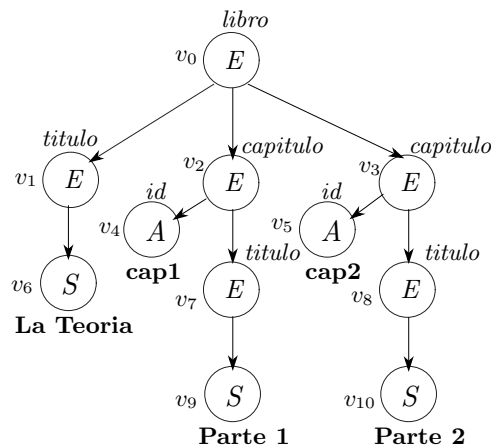 libro
v0 E
titulo capitulo capitulo
v1 E v2 E v3 E
id id
v4 A v5 A
cap1 cap2
titulo titulo
v6 S v7 E v8 E
La Teoria
v9 S v10 S
Parte 1 Parte 2